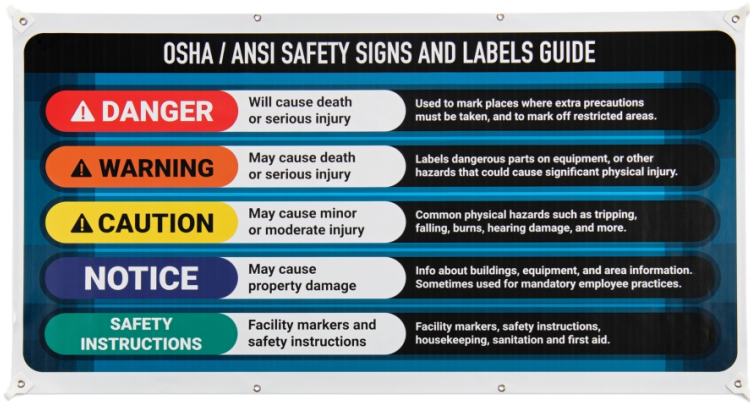 OSHA / ANSI SAFETY SIGNS AND LABELS GUIDE
DANGER
Will cause death
or serious injury
Used to mark places where extra precautions
must be taken, and to mark off restricted areas.
WARNING
May cause death
or serious injury
Labels dangerous parts on equipment, or other
hazards that could cause significant physical injury.
CAUTION
May cause minor
or moderate injury
Common physical hazards such as tripping,
falling, burns, hearing damage, and more.
NOTICE
May cause
property damage
Info about buildings, equipment, and area information.
Sometimes used for mandatory employee practices.
SAFETY
INSTRUCTIONS
Facility markers and
safety instructions
Facility markers, safety instructions,
housekeeping, sanitation and first aid.